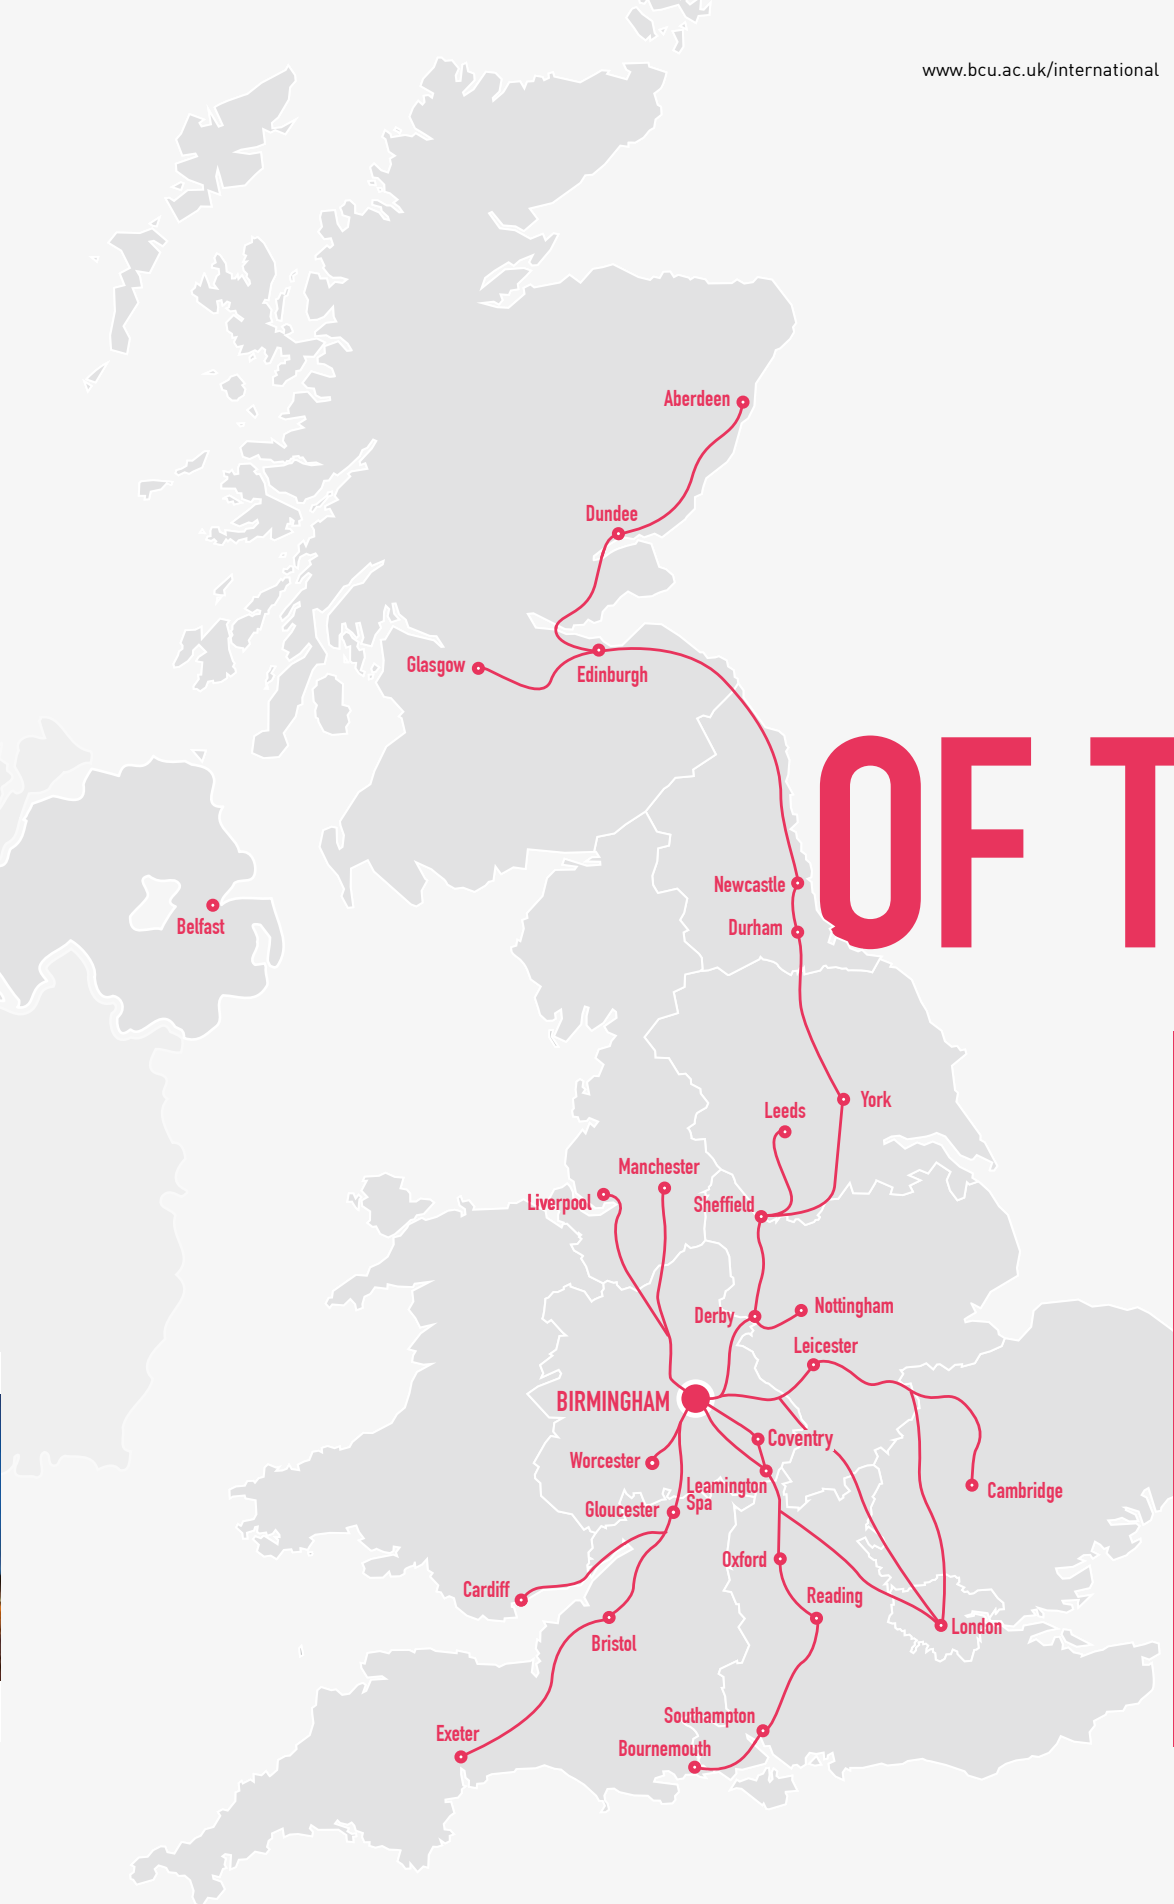 www.bcu.ac.uk/international
Aberdeen
Dundee
Glasgow
Edinburgh
OF T
Newcastle
Belfast
Durham
York
Leeds
Manchester
Liverpool
Sheffield
Nottingham
Derby
Leicester
BIRMINGHAM
Coventry
Worcester
Leamington
Spa
Cambridge
Gloucester
Oxford
Cardiff
Reading
London
Bristol
Southampton
Exeter
Bournemouth